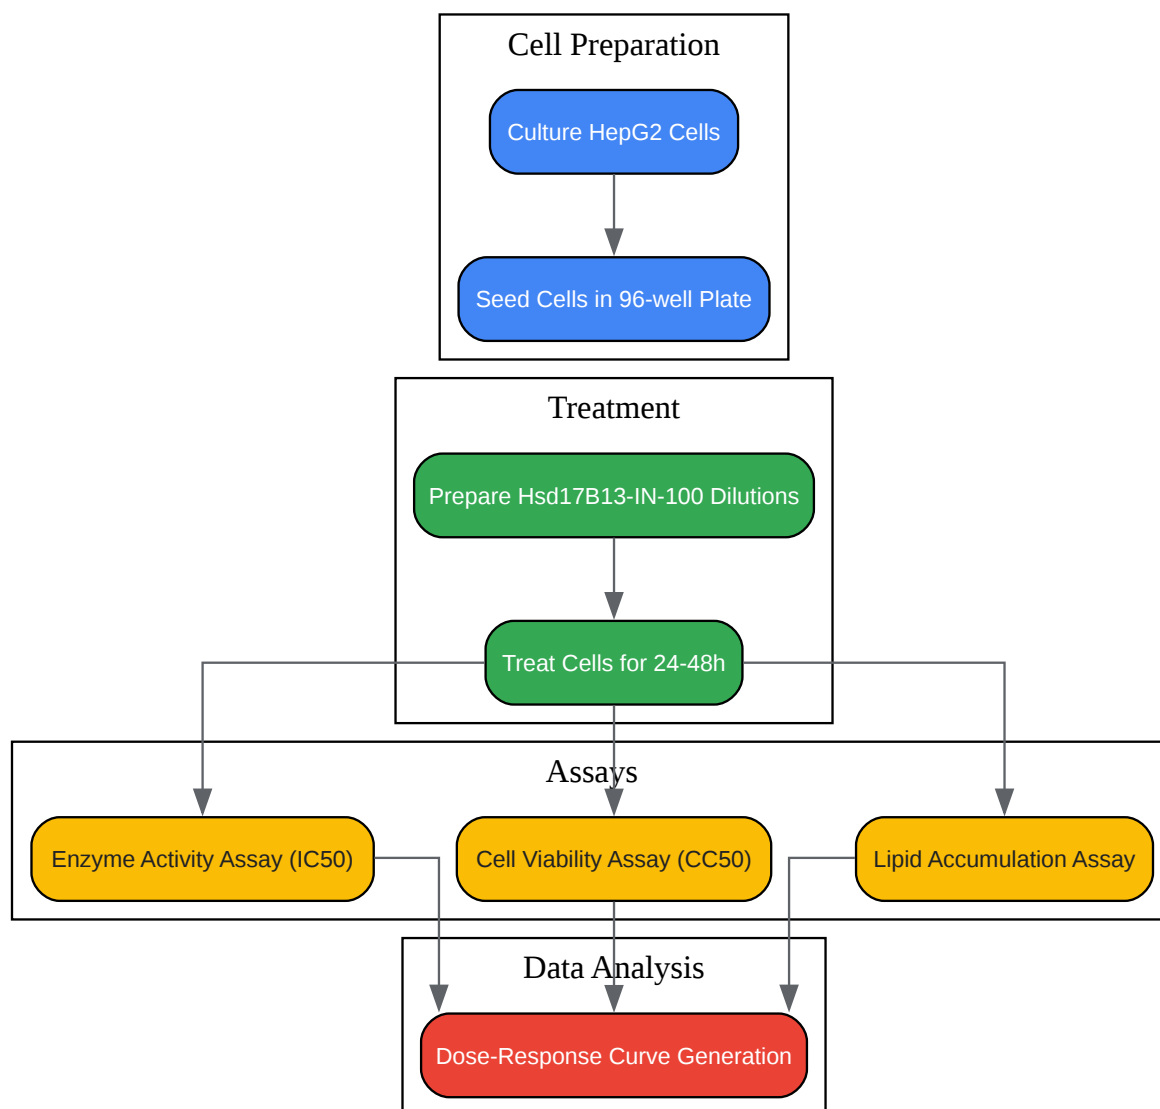 Cell Preparation
Culture HepG2 Cells
Seed Cells in 96-well Plate
Treatment
Prepare Hsd17B13-IN-100 Dilutions
Treat Cells for 24-48h
Assays
Enzyme Activity Assay (IC50)
Cell Viability Assay (CC50)
Lipid Accumulation Assay
Data Analysis
Dose-Response Curve Generation